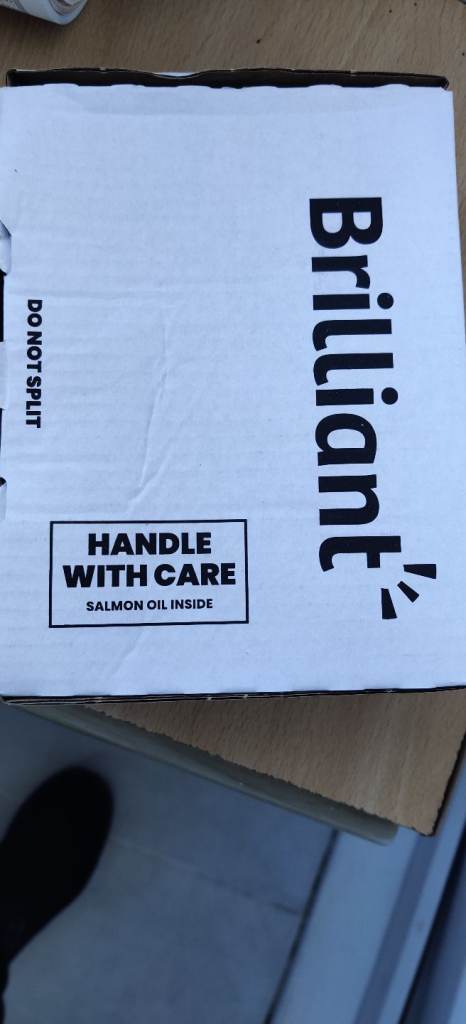 Brilliant
DO NOT SPLIT
HANDLE
WITH CARE
SALMON OIL INSIDE